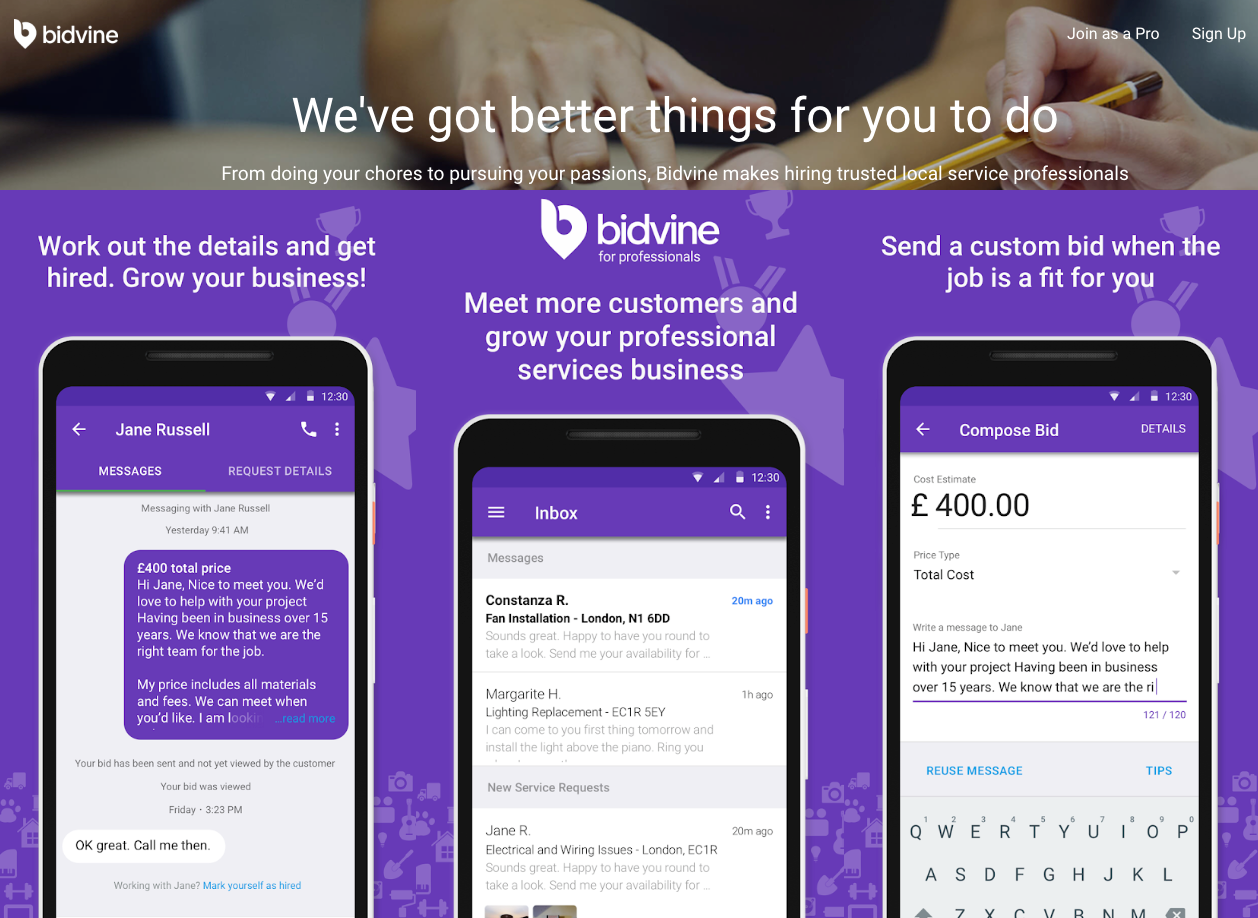 bidvine
Join as a Pro
Sign Up
We've got better things for you to do
From doing your chores to pursuing your passions, Bidvine makes hiring trusted local service professionals
Work out the details and get
hired. Grow your business!
12:30
Jane Russell
MESSAGES
REQUEST DETAILS
Messaging with Jane Russell
Yesterday 9:41 AM
£400 total price
Hi Jane, Nice to meet you. We'd
love to help with your project
Having been in business over 15
years. We know that we are the
right team for the job.
My price includes all materials
and fees. We can meet when
you'd like. I am lookin ...read more
Your bid has been sent and not yet viewed by the customer
Your bid was viewed
Friday · 3:23 PM
OK great. Call me then.
Working with Jane? Mark yourself as hired
bidvine
for professionals
Meet more customers and
grow your professional
services business
12:30
Inbox
Messages
Constanza R.
20m ago
Fan Installation - London, N1 6DD
Sounds great. Happy to have you round to
take a look. Send me your availability for ...
Margarite H.
1h ago
Lighting Replacement - EC1R 5EY
I can come to you first thing tomorrow and
install the light above the piano. Ring you
New Service Requests
Jane R.
20m ago
Electrical and Wiring Issues - London, EC1R
Sounds great. Happy to have you round to
take a look. Send me your availability for ...
Send a custom bid when the
job is a fit for you
12:30
Compose Bid
DETAILS
Cost Estimate
£ 400.00
Price Type
Total Cost
Write a message to Jane
Hi Jane, Nice to meet you. We'd love to help
with your project Having been in business
over 15 years. We know that we are the ri
121 / 120
REUSE MESSAGE
TIPS
1 2 3 4 5 6 7 8 9 0
Q W E R T Y U I O P
A S D F G H J K L
Z X C V B N M